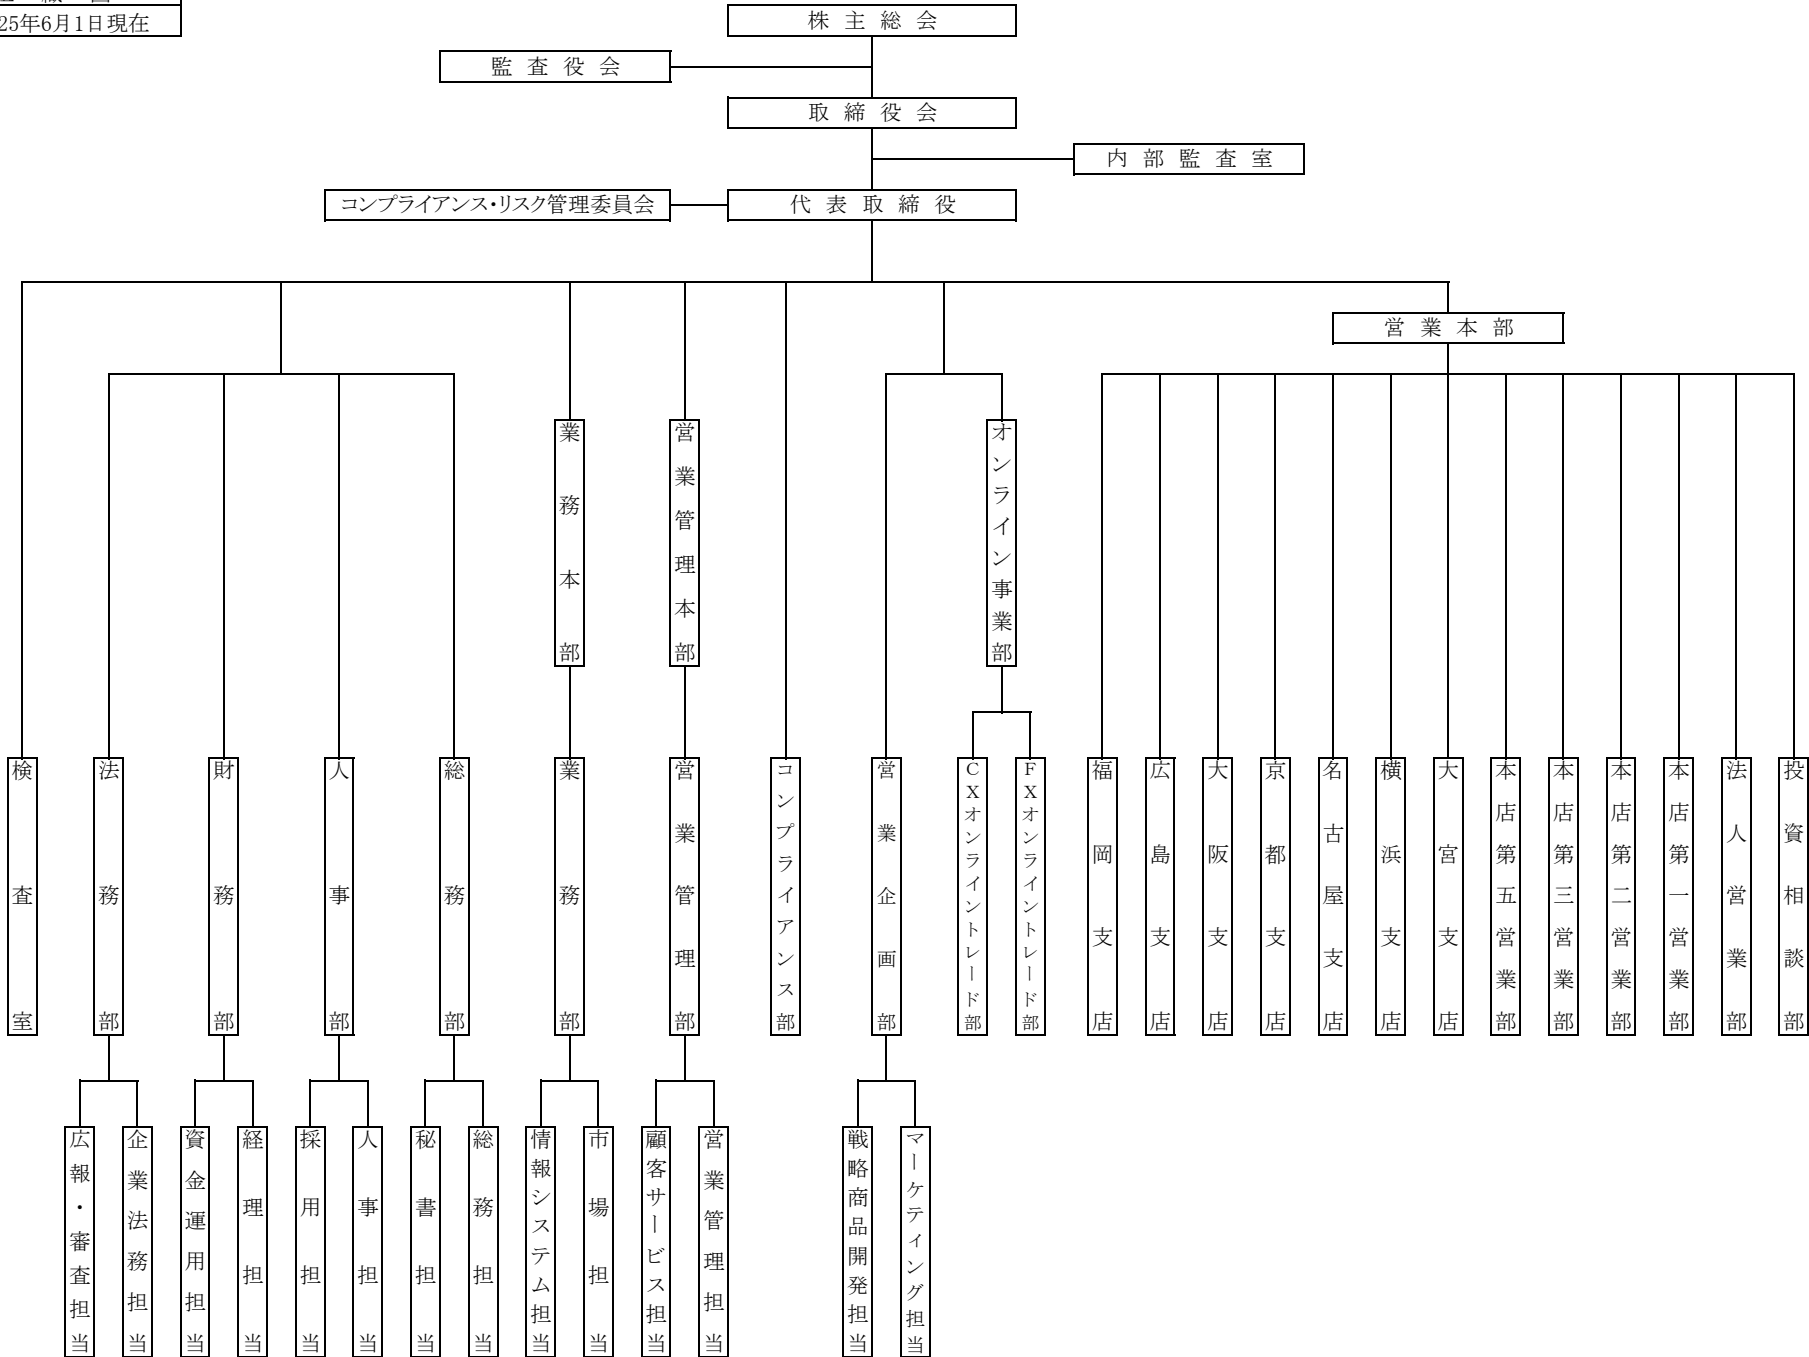 25年6月1日現在
株主総会
監査役会
取締役会
内部監査室
コンプライアンス・リスク管理委員会
代表取締役
営業本部
業務本部
営業管理本部
オンライン事業部
検査室
法務部
財務部
人事部
総務部
業務部
営業管理部
コンプライアンス部
営業企画部
CXオンライントレード部
FXオンライントレード部
福岡支店
広島支店
大阪支店
京都支店
名古屋支店
横浜支店
大宮支店
本店第五営業部
本店第三営業部
本店第二営業部
本店第一営業部
法人営業部
投資相談部
広報・審査担当
企業法務担当
資金運用担当
経理担当
採用担当
人事担当
秘書担当
総務担当
情報システム担当
市場担当
顧客サービス担当
営業管理担当
戦略商品開発担当
マーケティング担当